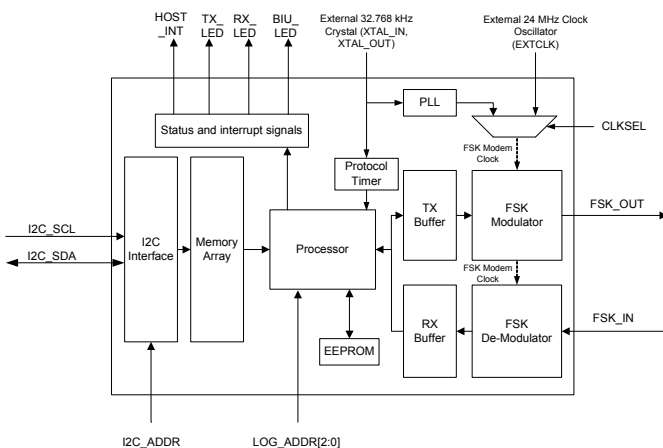 HOST
_INT
TX_
LED
RX_
LED
BIU_
LED
External 32.768 kHz
Crystal (XTAL_IN,
XTAL_OUT)
External 24 MHz Clock
Oscillator
(EXTCLK)
PLL
Status and interrupt signals
CLKSEL
FSK Modem
Clock
Protocol
Timer
I2C_SCL
I2C_SDA
I2C
Interface
Memory
Array
Processor
TX
Buffer
FSK
Modulator
FSK_OUT
FSK Modem
Clock
RX
Buffer
FSK
De-Modulator
FSK_IN
EEPROM
I2C_ADDR
LOG_ADDR[2:0]